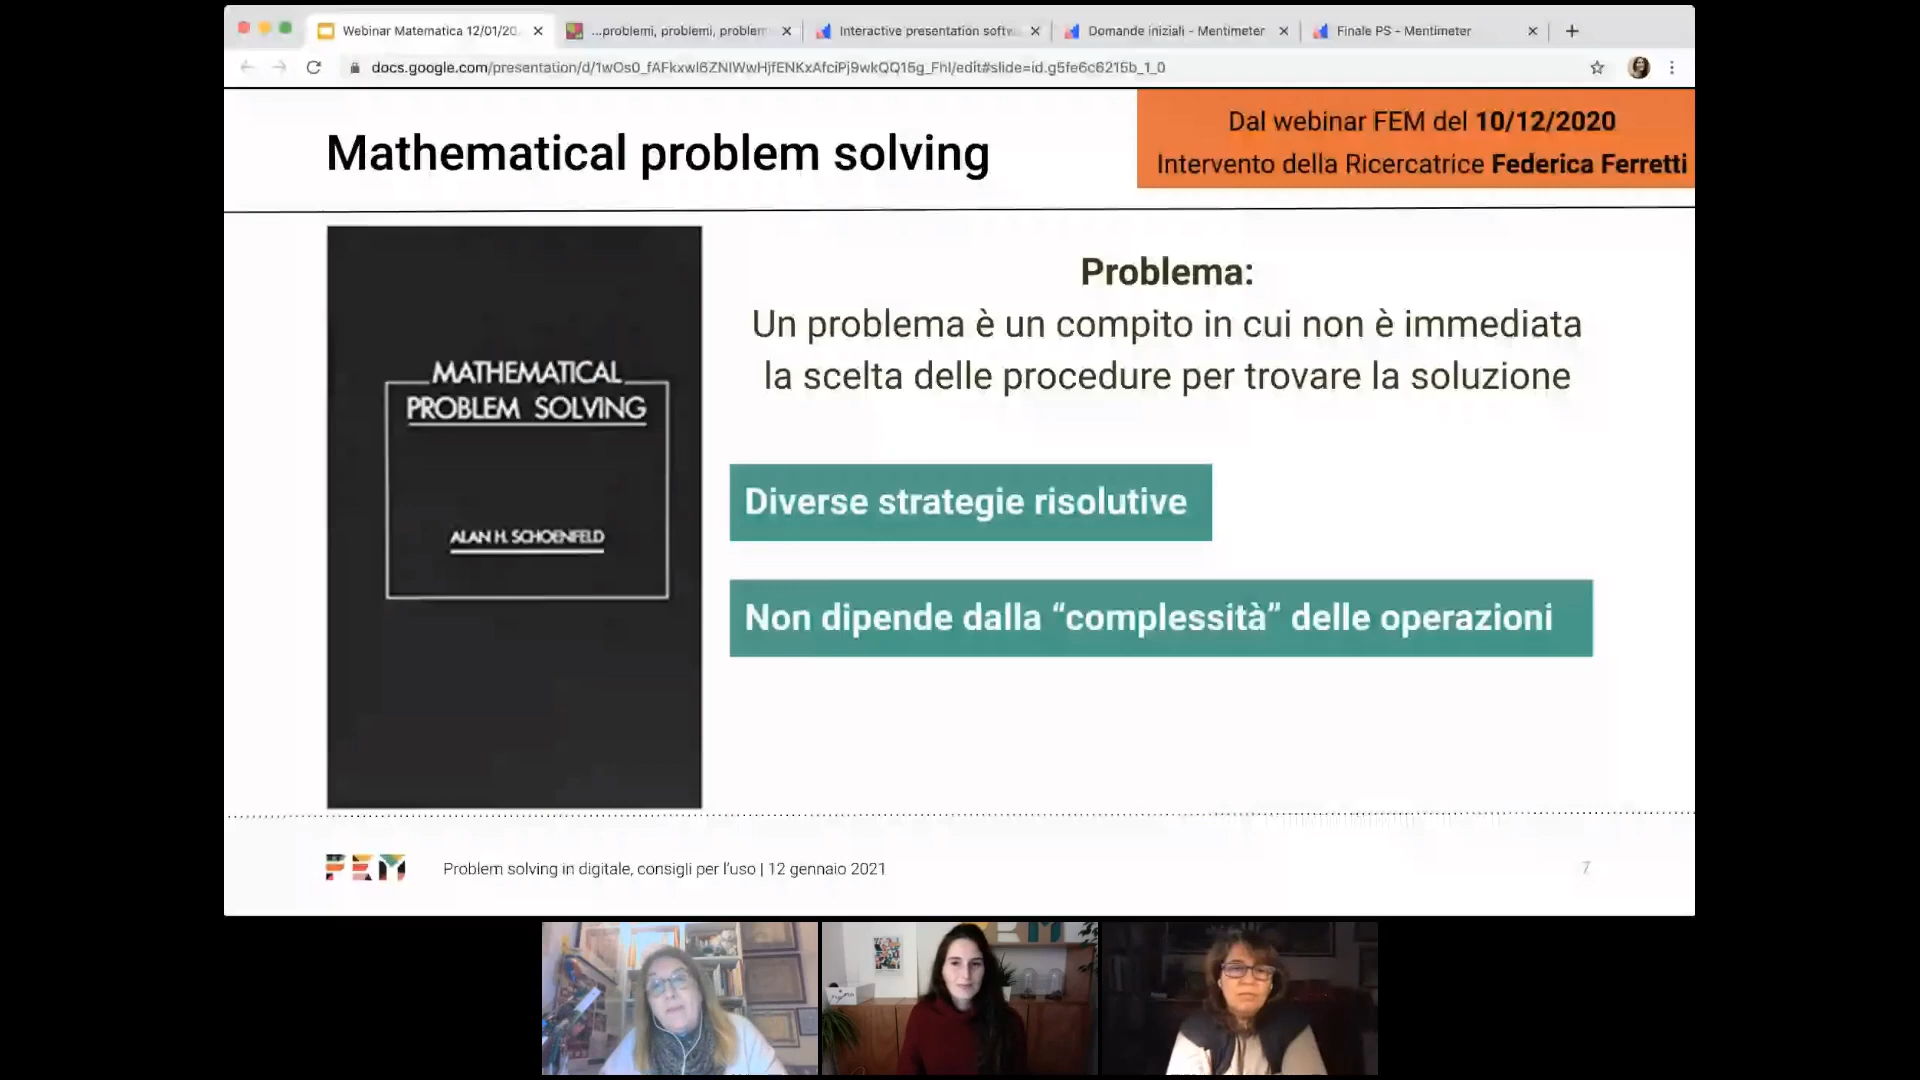 Webinar Matematica 12/01/20
...problemi, problemi, problem
Interactive presentation softw
Domande iniziali - Mentimeter
Finale PS - Mentimeter
docs.google.com/presentation/d/1wOs0_fAFkxwI6ZNIWwHjfENKxAfciPj9wkQQ15g_FhI/edit#slide=id.g5fe6c6215b_1_0
Mathematical problem solving
Dal webinar FEM del 10/12/2020
Intervento della Ricercatrice Federica Ferretti
MATHEMATICAL
PROBLEM SOLVING
ALAN H. SCHOENFELD
Problema:
Un problema è un compito in cui non è immediata
la scelta delle procedure per trovare la soluzione
Diverse strategie risolutive
Non dipende dalla “complessità” delle operazioni
FEM
Problem solving in digitale, consigli per l'uso | 12 gennaio 2021
7
FEM